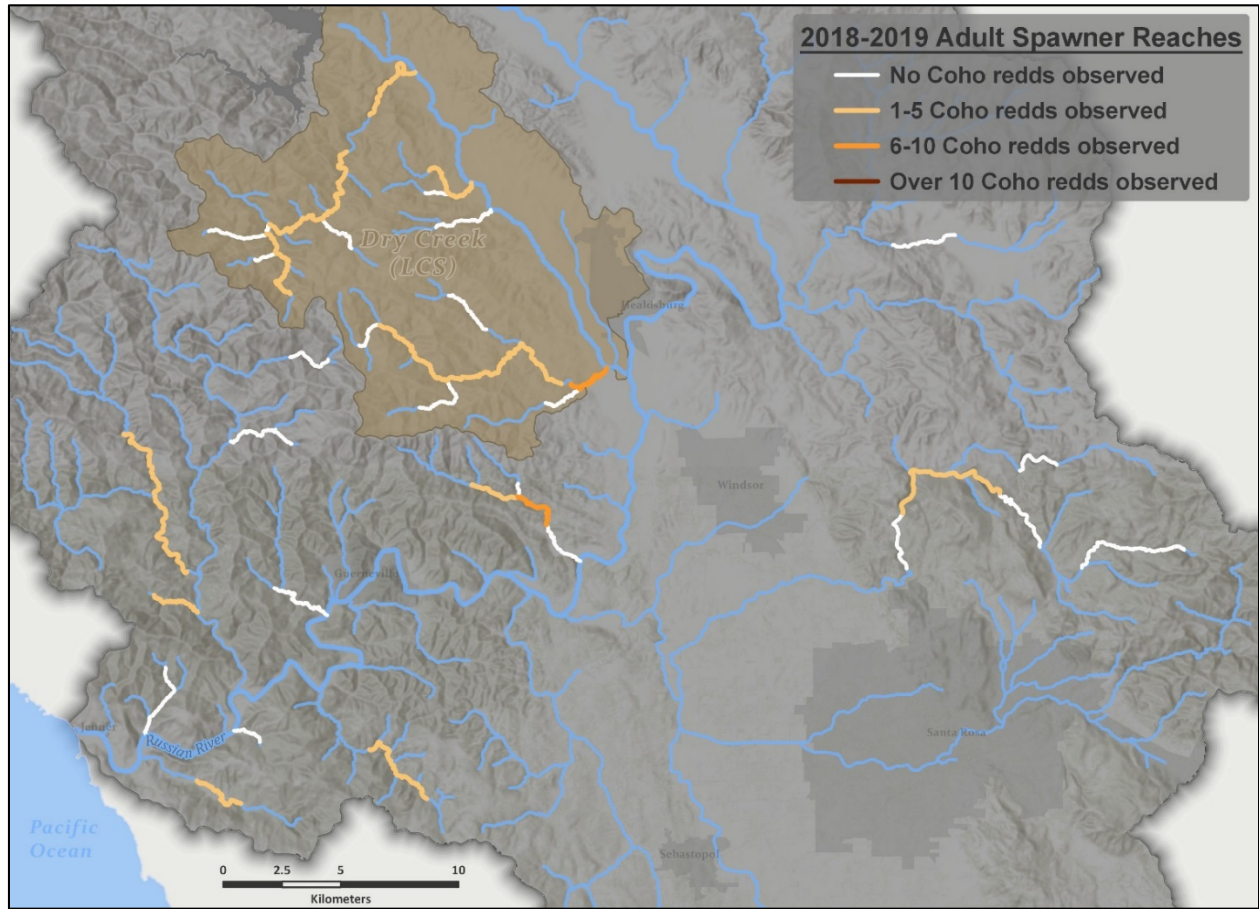 2018-2019 Adult Spawner Reaches
No Coho redds observed
1-5 Coho redds observed
6-10 Coho redds observed
Over 10 Coho redds observed
Dry Creek
(LCS)
Healdsburg
Windsor
Guerneville
Santa Rosa
Jenner
Russian River
Sebastopol
Pacific
Ocean
0 2.5 5 10
Kilometers